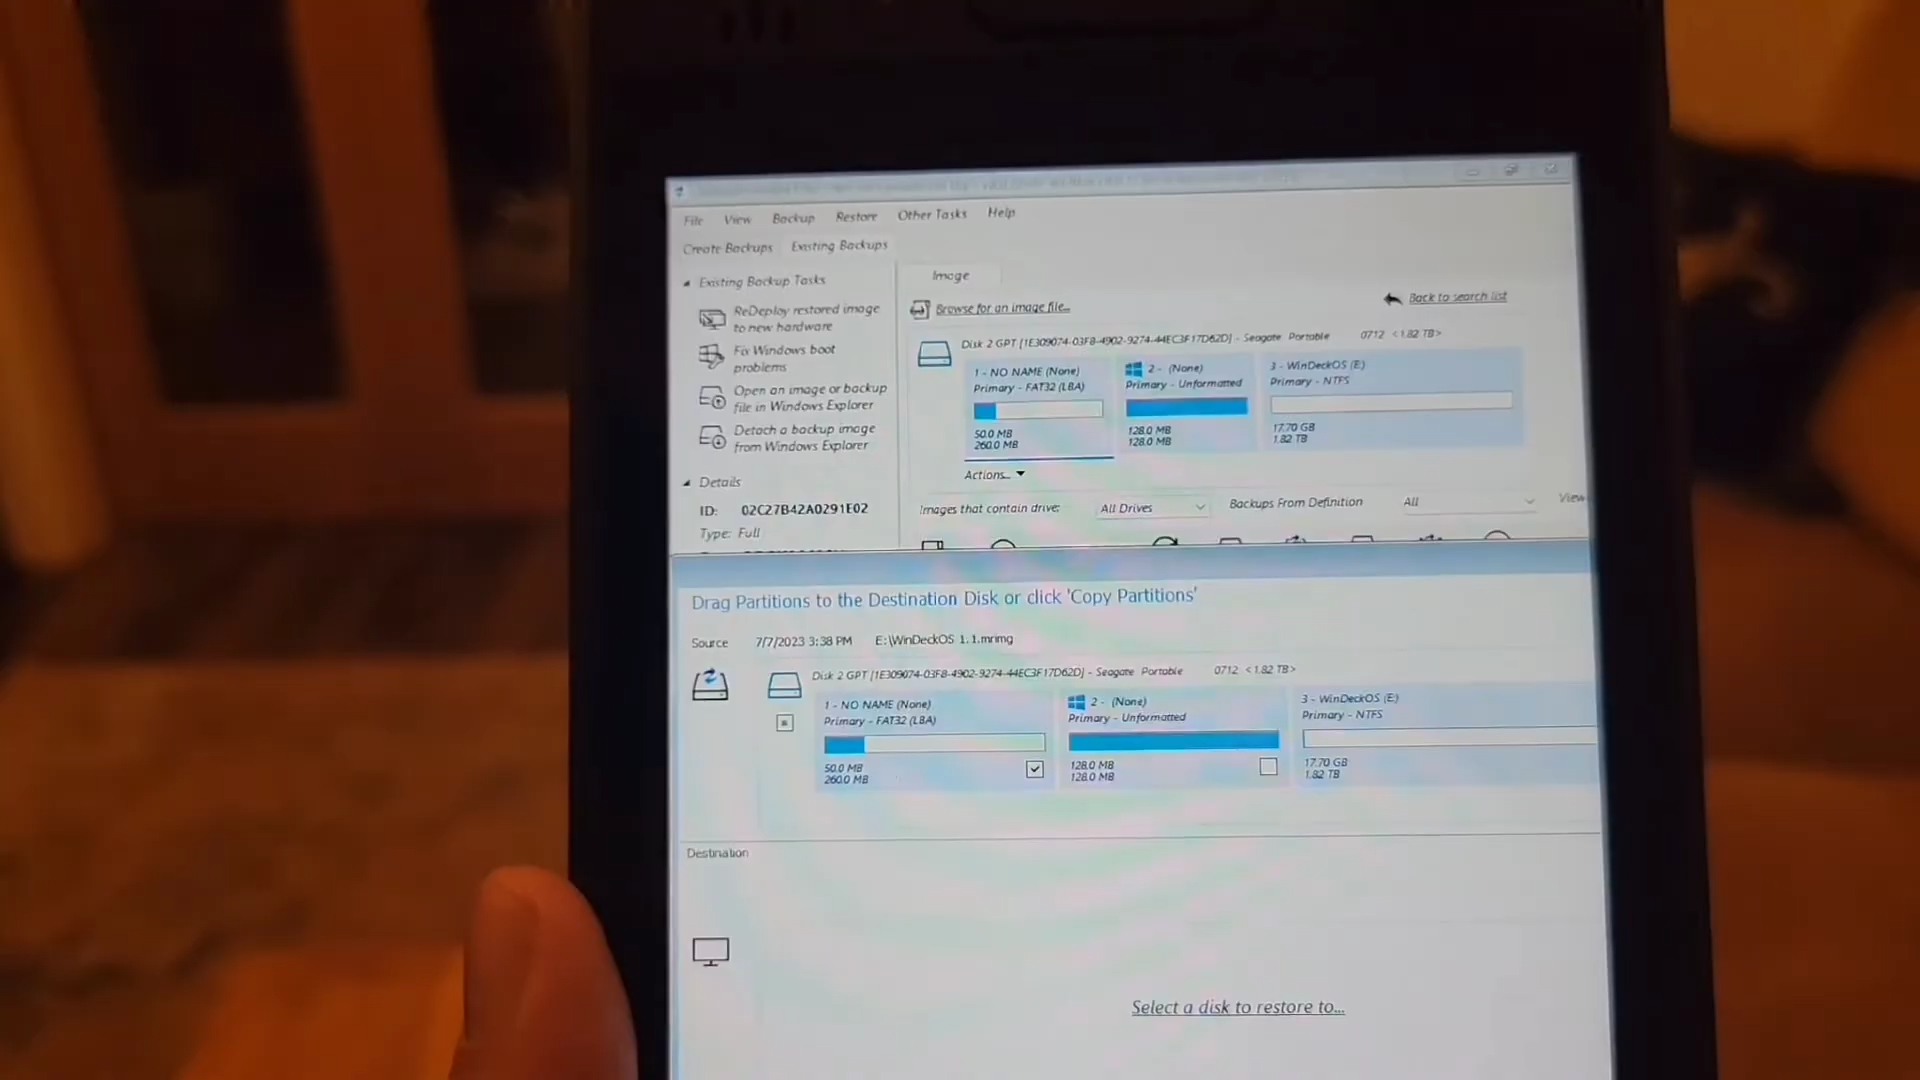 File View Backup Restore Other Tasks Help
Create Backups Existing Backups
Existing Backup Tasks
ReDeploy restored image
to new hardware
Fix Windows boot
problems
Open an image or backup
file in Windows Explorer
Detach a backup image
from Windows Explorer
Details
ID: 02C27B42A0291E02
Type: Full
Image
Browse for an image file...
Back to search list
Disk 2 GPT [1E309074-03F8-4902-9274-44EC3F17D62D] - Seagate Portable 0712 <1.82 TB>
1 - NO NAME (None)
Primary - FAT32 (LBA)
50.0 MB
260.0 MB
2 - (None)
Primary - Unformatted
128.0 MB
128.0 MB
3 - WinDeckOS (E:)
Primary - NTFS
17.70 GB
1.82 TB
Actions...
Images that contain drive: All Drives Backups From Definition All View
Drag Partitions to the Destination Disk or click 'Copy Partitions'
Source 7/7/2023 3:38 PM E:\WinDeckOS 1.1.mrimg
Disk 2 GPT [1E309074-03F8-4902-9274-44EC3F17D62D] - Seagate Portable 0712 <1.82 TB>
1 - NO NAME (None)
Primary - FAT32 (LBA)
50.0 MB
260.0 MB
2 - (None)
Primary - Unformatted
128.0 MB
128.0 MB
3 - WinDeckOS (E:)
Primary - NTFS
17.70 GB
1.82 TB
Destination
Select a disk to restore to...